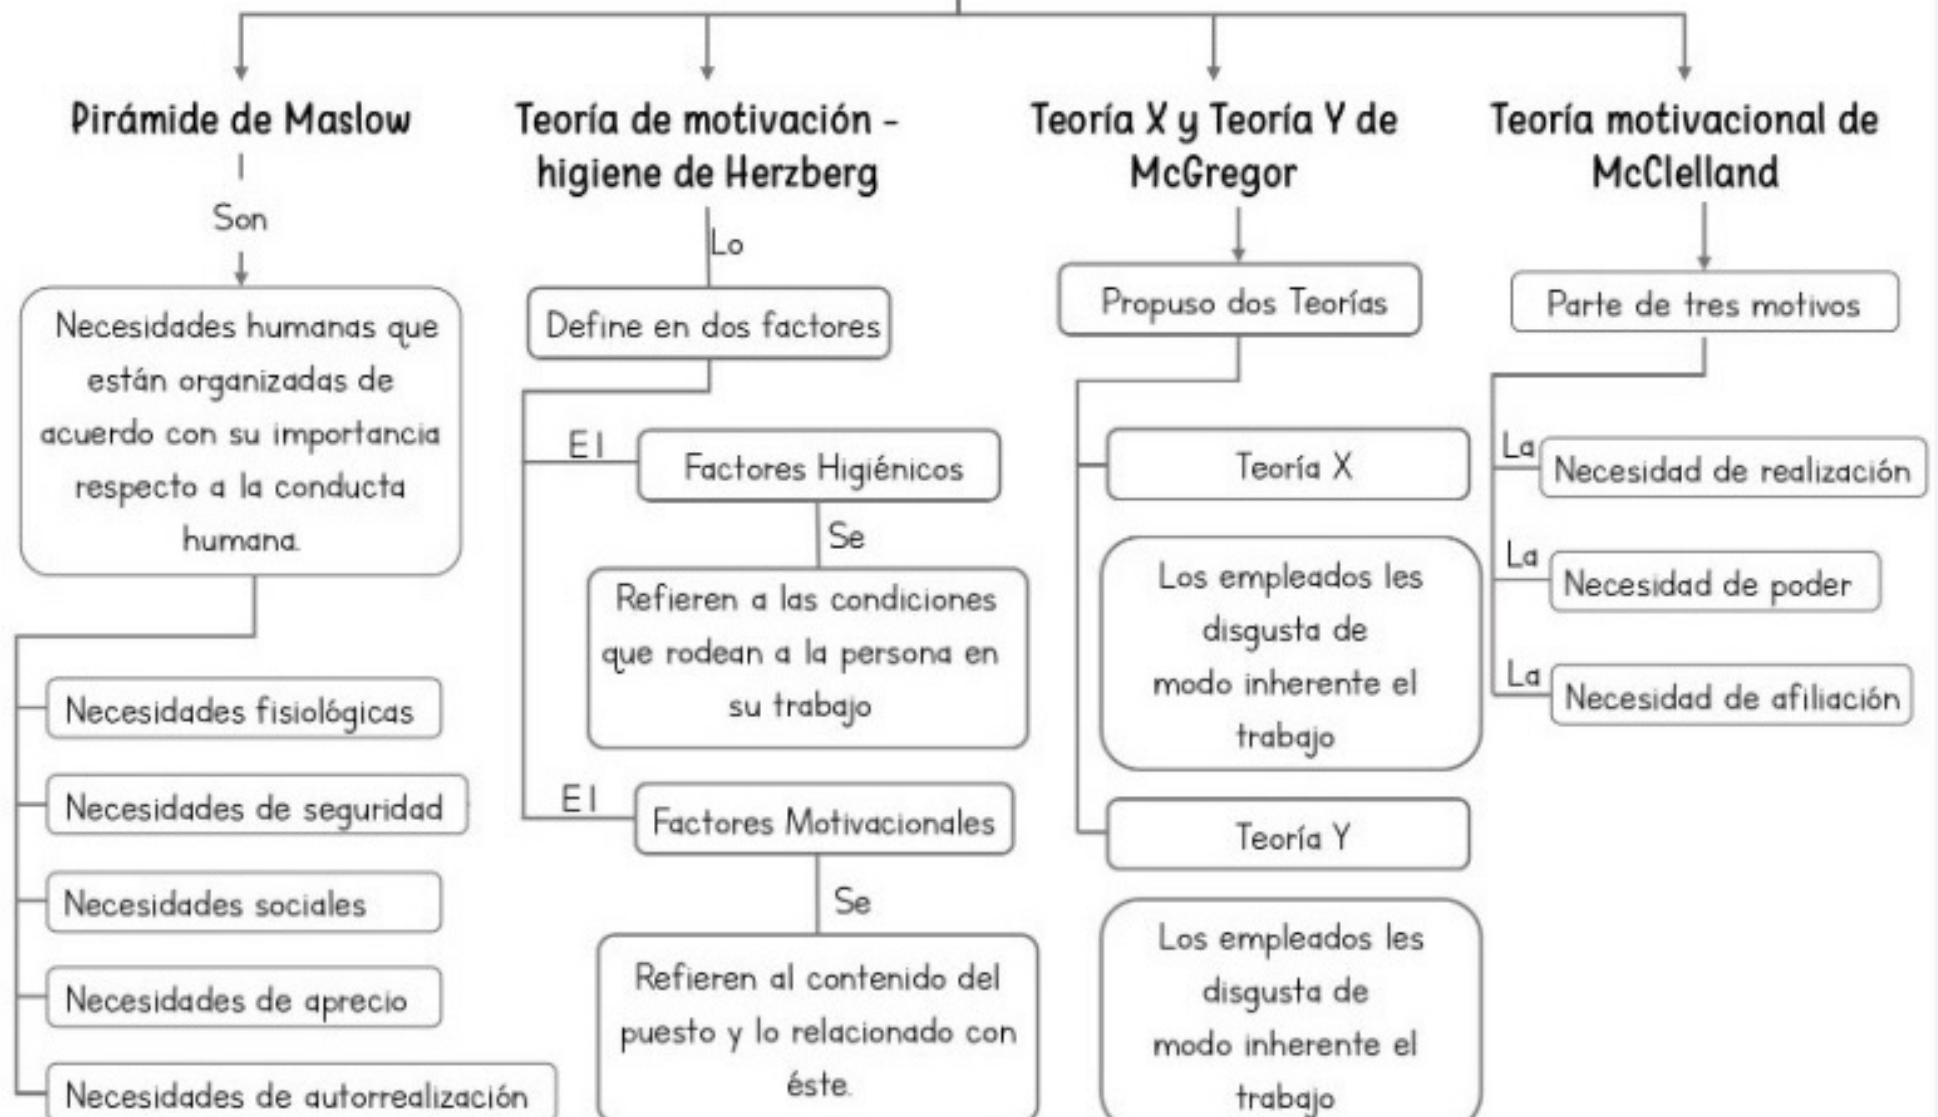 Pirámide de Maslow
Son
Necesidades humanas que
están organizadas de
acuerdo con su importancia
respecto a la conducta
humana.
Necesidades fisiológicas
Necesidades de seguridad
Necesidades sociales
Necesidades de aprecio
Necesidades de autorrealización
Teoría de motivación -
higiene de Herzberg
Lo
Define en dos factores
El
Factores Higiénicos
Se
Refieren a las condiciones
que rodean a la persona en
su trabajo
El
Factores Motivacionales
Se
Refieren al contenido del
puesto y lo relacionado con
éste.
Teoría X y Teoría Y de
McGregor
Propuso dos Teorías
Teoría X
Los empleados les
disgusta de
modo inherente el
trabajo
Teoría Y
Los empleados les
disgusta de
modo inherente el
trabajo
Teoría motivacional de
McClelland
Parte de tres motivos
La
Necesidad de realización
La
Necesidad de poder
La
Necesidad de afiliación